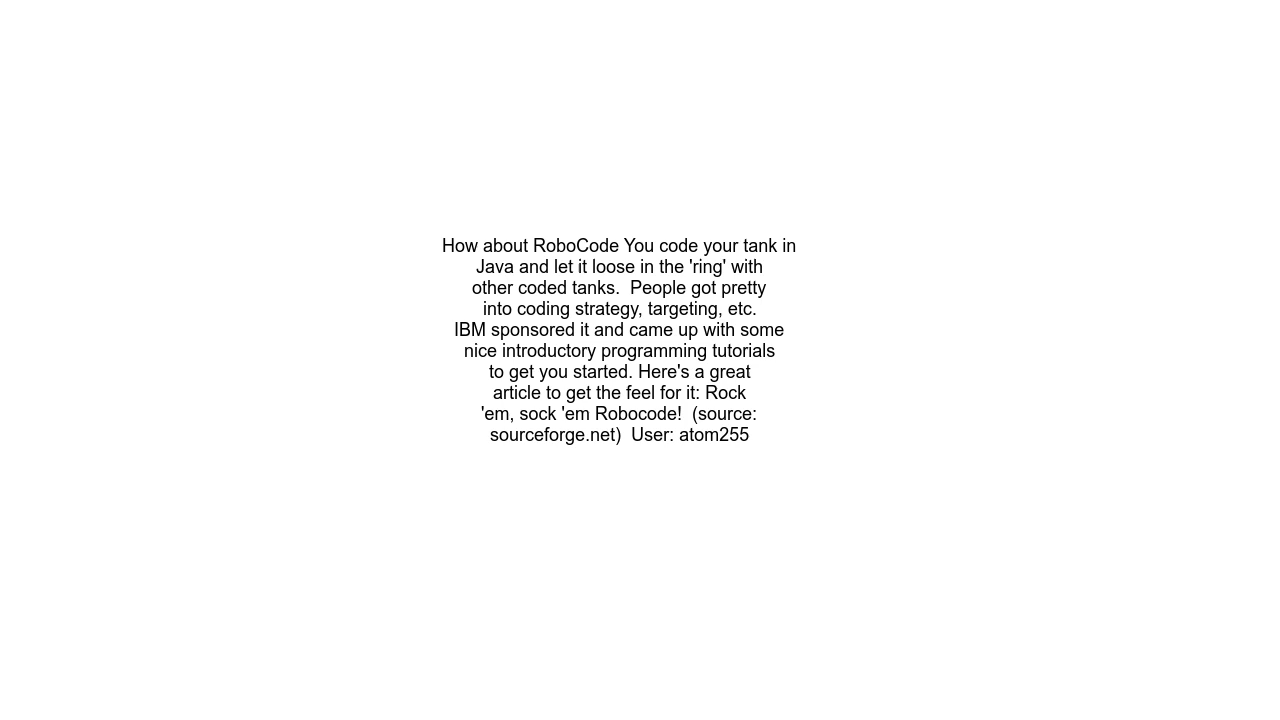 How about RoboCode You code your tank in
Java and let it loose in the 'ring' with
other coded tanks.  People got pretty
into coding strategy, targeting, etc.
IBM sponsored it and came up with some
nice introductory programming tutorials
to get you started. Here's a great
article to get the feel for it: Rock
'em, sock 'em Robocode!  (source:
sourceforge.net)  User: atom255